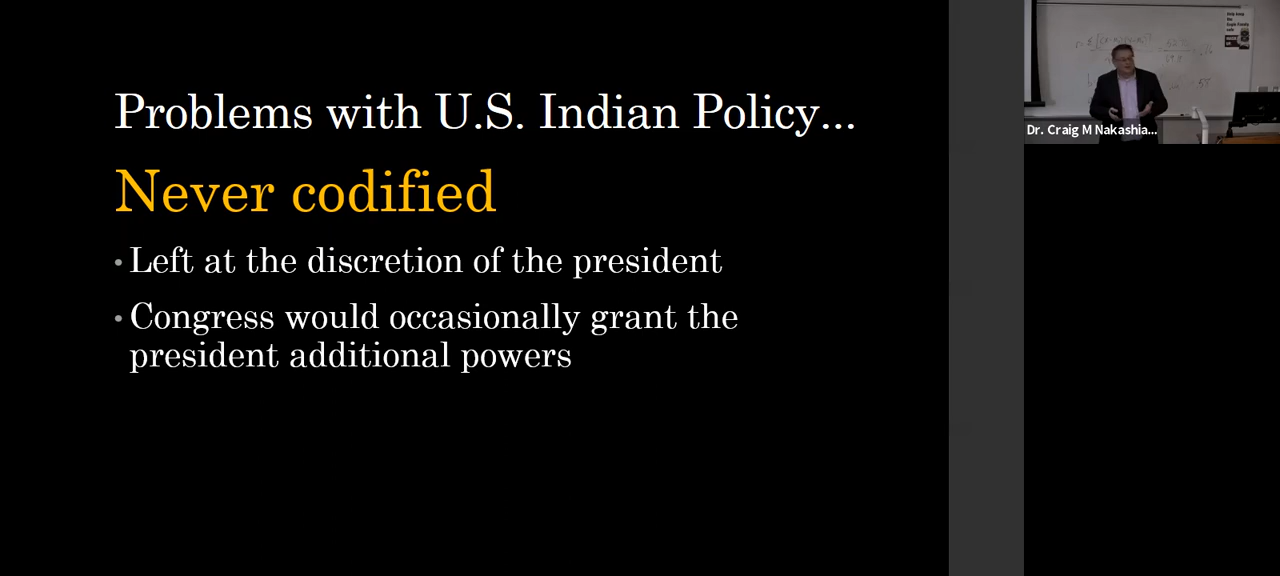 Problems with U.S. Indian Policy...
Never codified
• Left at the discretion of the president
• Congress would occasionally grant the
president additional powers
Dr. Craig M Nakashia...